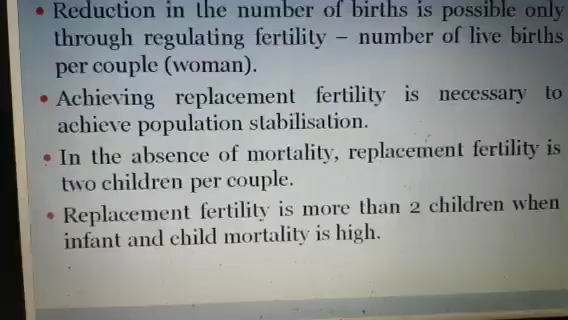 • Reduction in the number of births is possible only
through regulating fertility – number of live births
per couple (woman).
• Achieving replacement fertility is necessary to
achieve population stabilisation.
• In the absence of mortality, replacement fertility is
two children per couple.
• Replacement fertility is more than 2 children when
infant and child mortality is high.